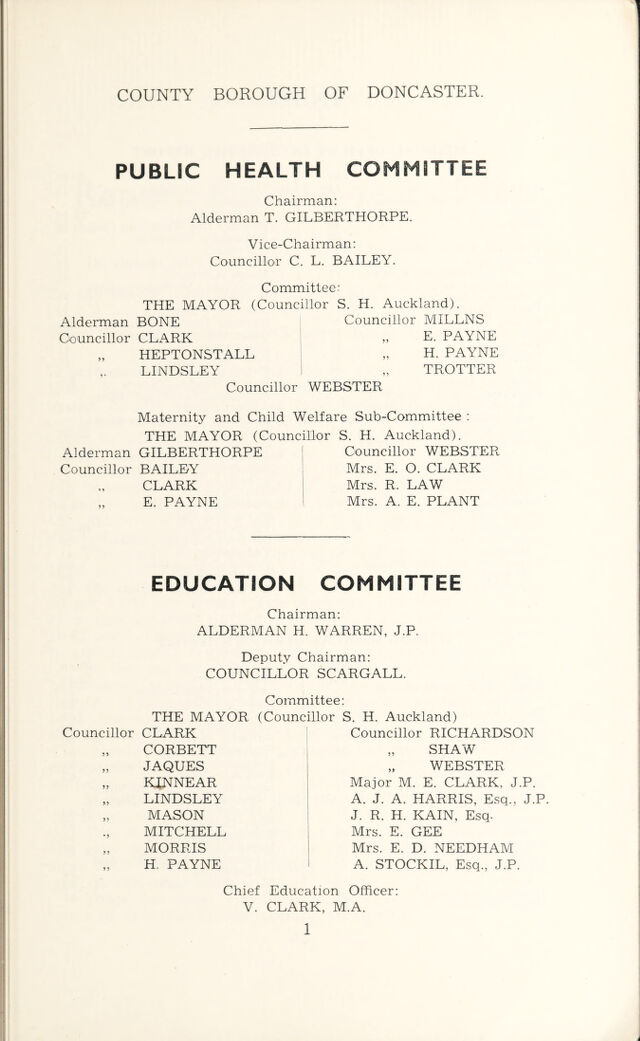 COUNTY BOROUGH OF DONCASTER.
PUBLIC HEALTH COMMITTEE
Chairman:
Alderman T. GILBERTHORPE.
Vice-Chairman:
Councillor C. L. BAILEY.
Committee:
THE MAYOR (Councillor S. H. Auckland).
Alderman BONE
Councillor CLARK
„ HEPTONSTALL
„ LINDSLEY
Councillor MILLNS
„ E. PAYNE
„ H. PAYNE
„ TROTTER
Councillor WEBSTER
Maternity and Child Welfare Sub-Committee :
THE MAYOR (Councillor S. H. Auckland).
Alderman GILBERTHORPE
Councillor BAILEY
„ CLARK
„ E. PAYNE
Councillor WEBSTER
Mrs. E. O. CLARK
Mrs. R. LAW
Mrs. A. E. PLANT
EDUCATION COMMITTEE
Chairman:
ALDERMAN H. WARREN, J.P.
Deputy Chairman:
COUNCILLOR SCARGALL.
Committee:
THE MAYOR (Councillor S. H. Auckland)
Councillor CLARK
„ CORBETT
„ JAQUES
„ KINNEAR
„ LINDSLEY
„ MASON
„ MITCHELL
„ MORRIS
„ H. PAYNE
Councillor RICHARDSON
„ SHAW
„ WEBSTER
Major M. E. CLARK, J.P.
A. J. A. HARRIS, Esq., J.P.
J. R. H. KAIN, Esq.
Mrs. E. GEE
Mrs. E. D. NEEDHAM
A. STOCKIL, Esq., J.P.
Chief Education Officer:
V. CLARK, M.A.
1